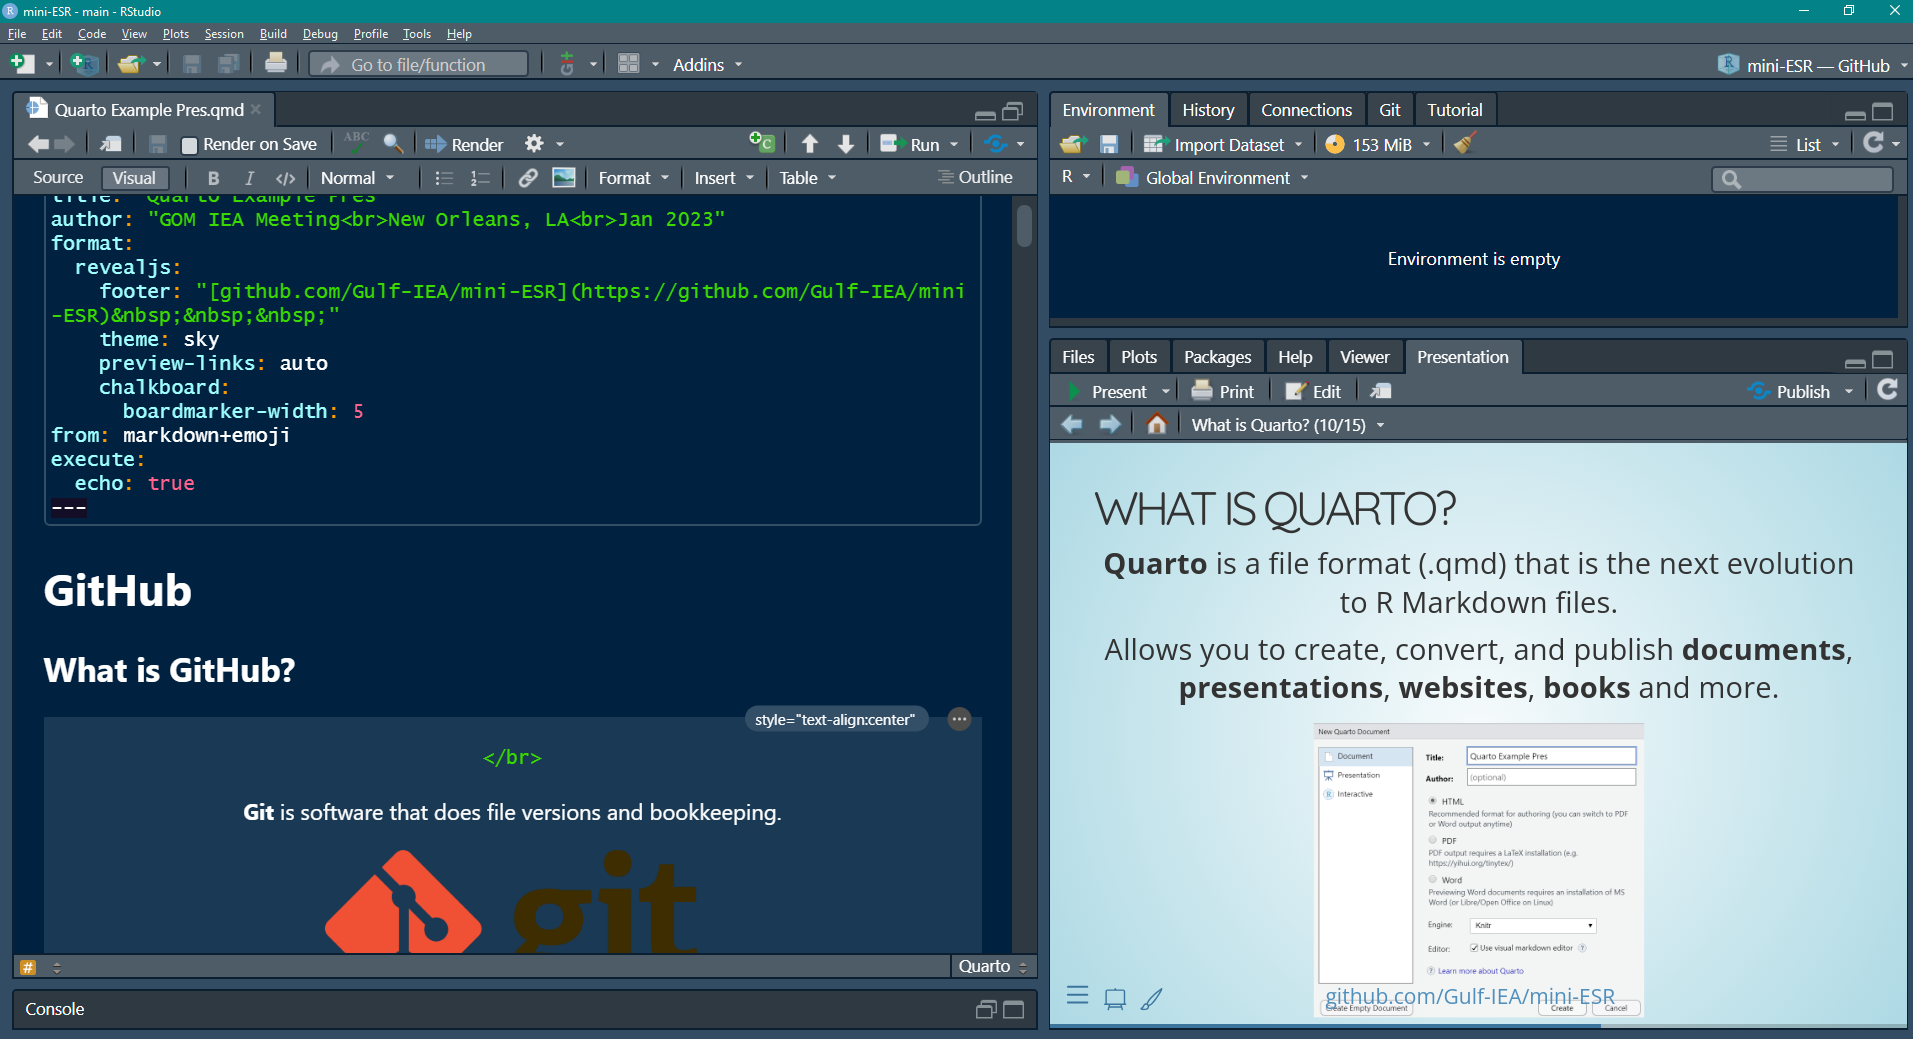 mini-ESR - main - RStudio
File Edit Code View Plots Session Build Debug Profile Tools Help
Go to file/function
Addins
mini-ESR — GitHub
Quarto Example Pres.qmd
Render on Save
ABC
Render
Run
Source
Visual
B I </>
Normal
Format
Insert
Table
Outline
title: "Quarto Example Pres"
author: "GOM IEA Meeting<br>New Orleans, LA<br>Jan 2023"
format:
revealjs:
footer: "[github.com/Gulf-IEA/mini-ESR](https://github.com/Gulf-IEA/mini
-ESR)&nbsp;&nbsp;&nbsp;"
theme: sky
preview-links: auto
chalkboard:
boardmarker-width: 5
from: markdown+emoji
execute:
echo: true
---
GitHub
What is GitHub?
style="text-align:center"
</br>
Git is software that does file versions and bookkeeping.
git
#
Quarto
Console
Environment History Connections Git Tutorial
Import Dataset
153 MiB
List
R
Global Environment
Environment is empty
Files Plots Packages Help Viewer Presentation
Present
Print
Edit
Publish
What is Quarto? (10/15)
WHAT IS QUARTO?
Quarto is a file format (.qmd) that is the next evolution
to R Markdown files.
Allows you to create, convert, and publish documents,
presentations, websites, books and more.
New Quarto Document
Document
Presentation
Interactive
Title: Quarto Example Pres
Author: (optional)
HTML
Recommended format for authoring (you can switch to PDF
or Word output anytime)
PDF
PDF output requires a LaTeX installation (e.g.
https://yihui.org/tinytex/)
Word
Previewing Word documents requires an installation of MS
Word (or Libre/Open Office on Linux)
Engine: Knitr
Editor: Use visual markdown editor
Learn more about Quarto
github.com/Gulf-IEA/mini-ESR
Create Empty Document
Create
Cancel